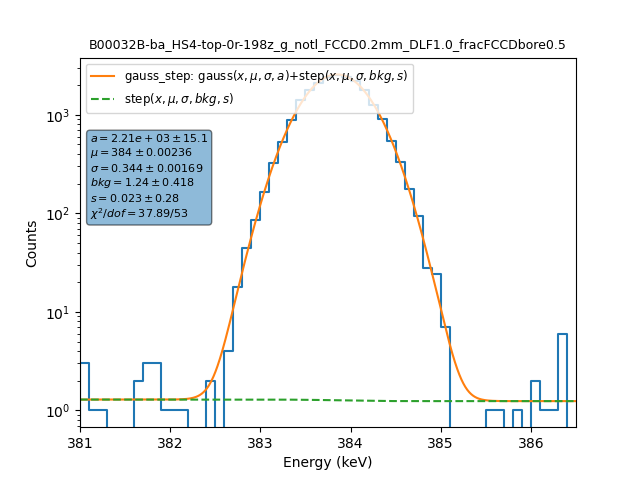 B00032B-ba_HS4-top-0r-198z_g_notl_FCCD0.2mm_DLF1.0_fracFCCDbore0.5
gauss_step: gauss(x, μ, σ, a)+step(x, μ, σ, bkg, s)
step(x, μ, σ, bkg, s)
a = 2.21e + 03 ± 15.1
μ = 384 ± 0.00236
σ = 0.344 ± 0.00169
bkg = 1.24 ± 0.418
s = 0.023 ± 0.28
χ²/dof = 37.89/53
Counts
10³
10²
10¹
10⁰
381 382 383 384 385 386
Energy (keV)